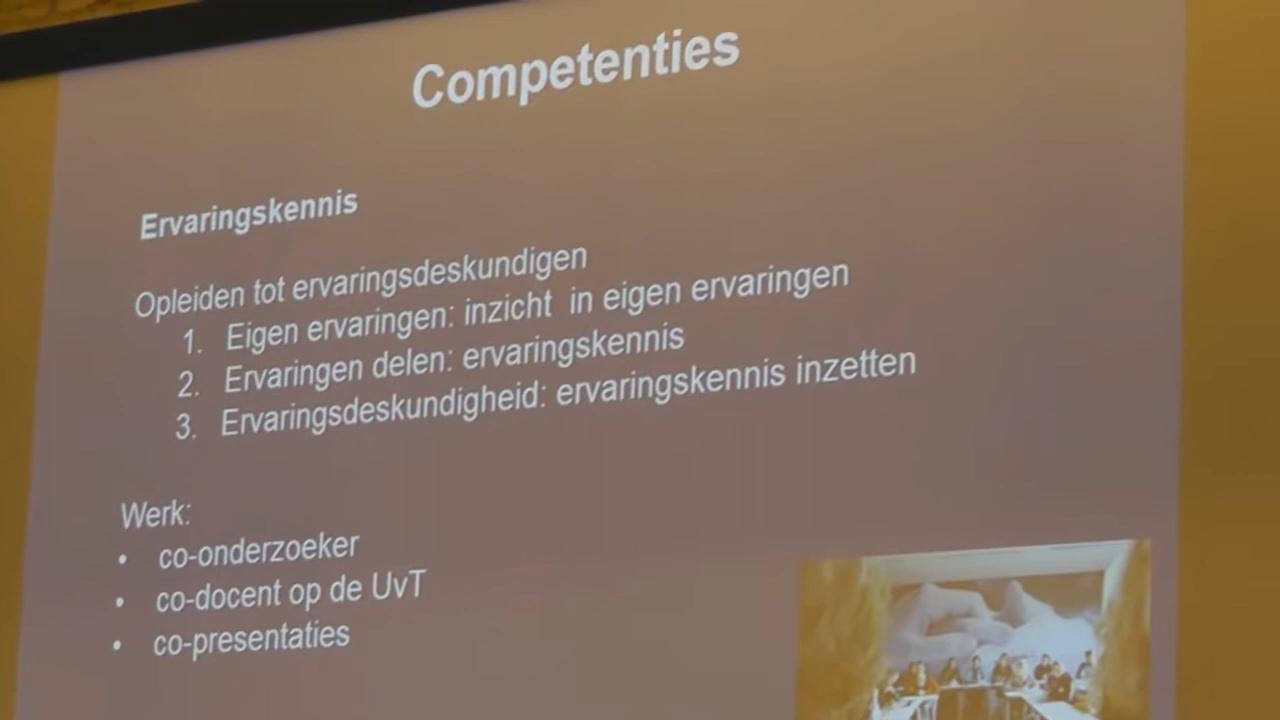 Competenties
Ervaringskennis
Opleiden tot ervaringsdeskundigen
1. Eigen ervaringen: inzicht in eigen ervaringen
2. Ervaringen delen: ervaringskennis
3. Ervaringsdeskundigheid: ervaringskennis inzetten
Werk:
• co-onderzoeker
• co-docent op de UvT
• co-presentaties